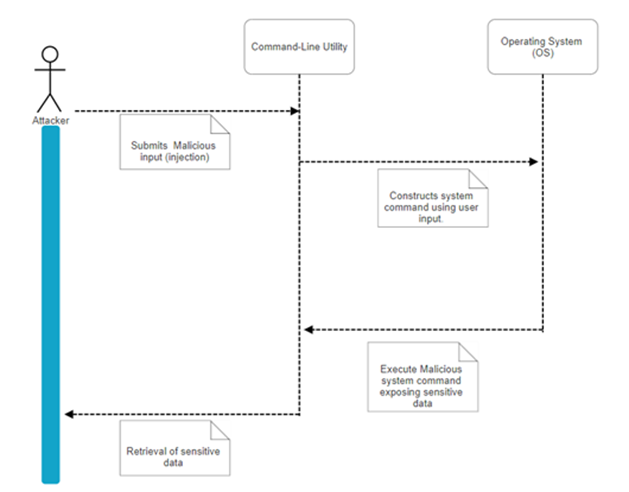 Command-Line Utility
Operating System
(OS)
Attacker
Submits Malicious
input (injection)
Constructs system
command using user
input.
Execute Malicious
system command
exposing sensitive
data
Retrieval of sensitive
data